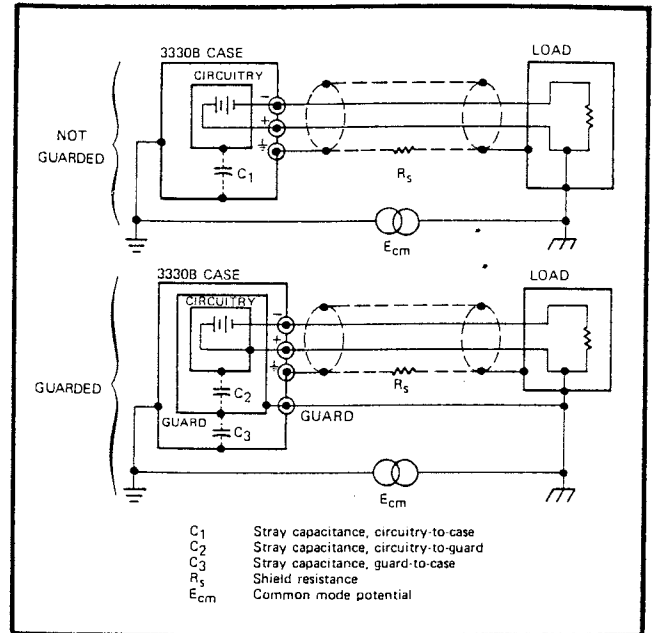 3330B CASE
LOAD
CIRCUITRY
−
+
NOT
GUARDED
C1
RS
Ecm
3330B CASE
LOAD
CIRCUITRY
−
+
GUARDED
C2
RS
GUARD
GUARD
C3
Ecm
C1 Stray capacitance, circuitry-to-case
C2 Stray capacitance, circuitry-to-guard
C3 Stray capacitance, guard-to-case
Rs Shield resistance
Ecm Common mode potential